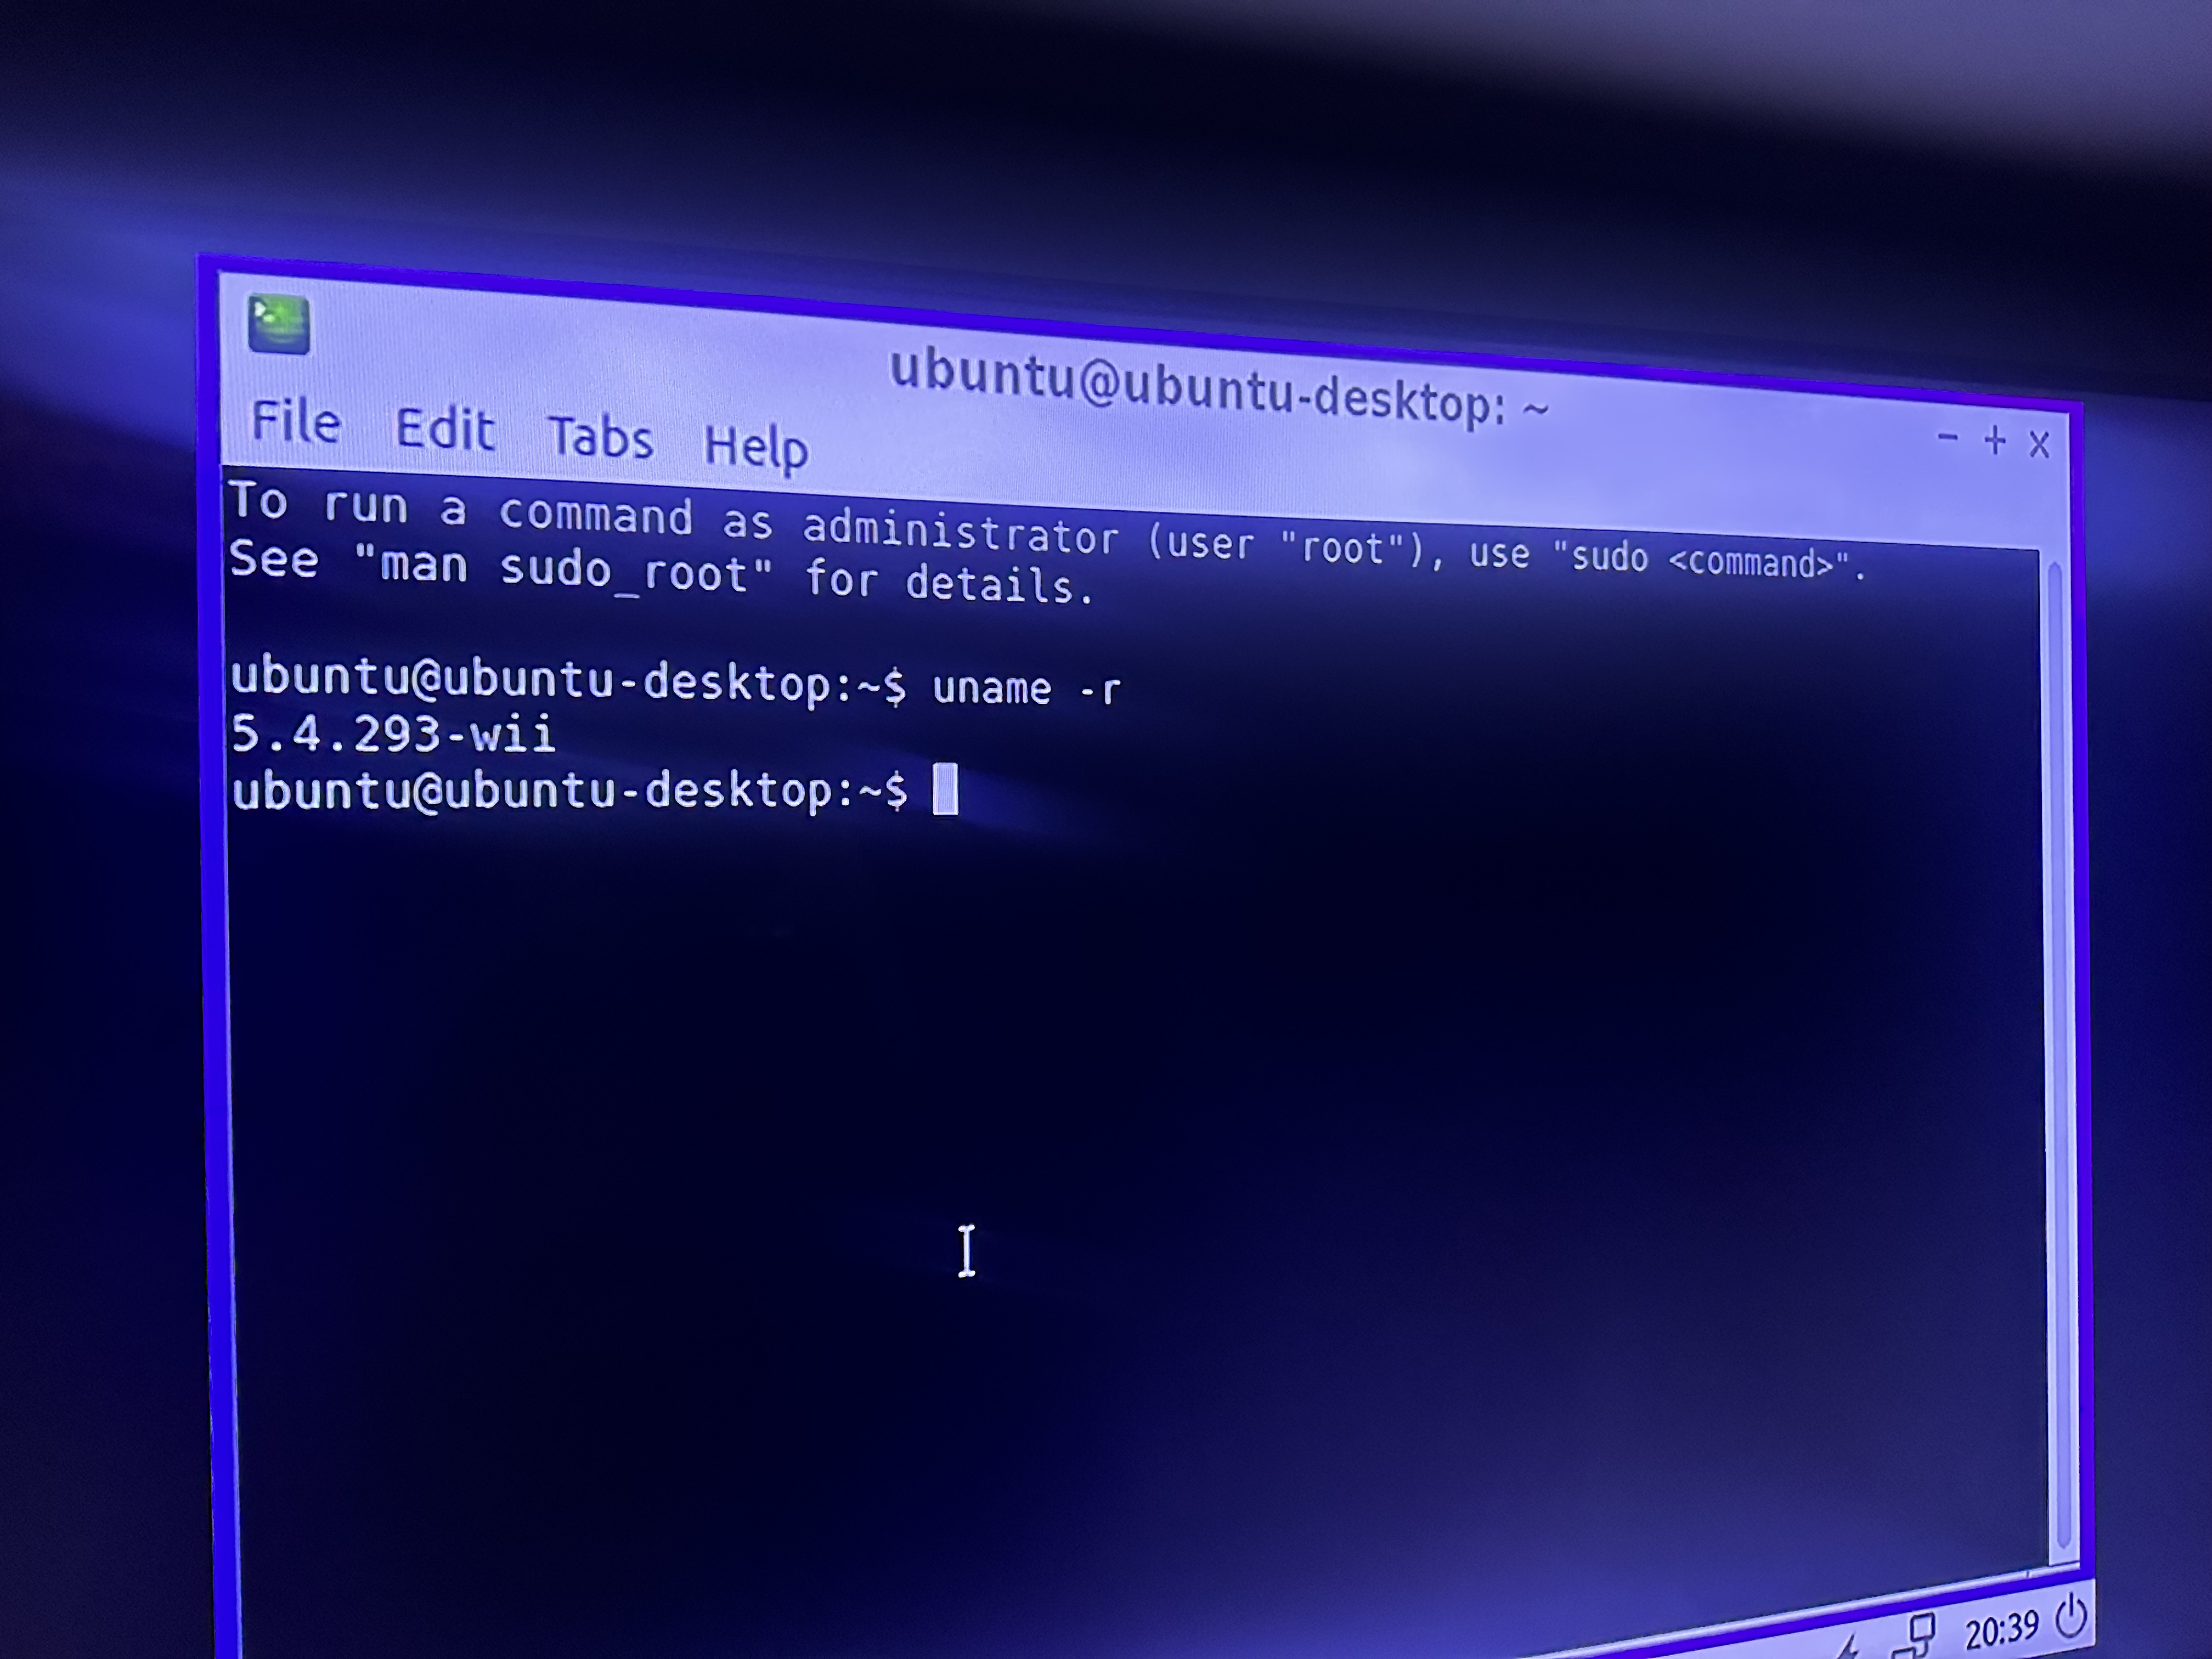 ubuntu@ubuntu-desktop: ~
File Edit Tabs Help
To run a command as administrator (user "root"), use "sudo <command>".
See "man sudo_root" for details.
ubuntu@ubuntu-desktop:~$ uname -r
5.4.293-wii
ubuntu@ubuntu-desktop:~$
20:39